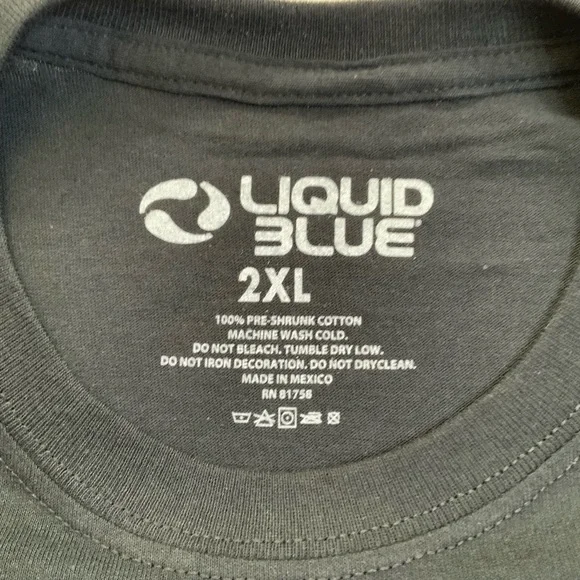 LIQUID
BLUE
2XL
100% PRE-SHRUNK COTTON
MACHINE WASH COLD.
DO NOT BLEACH. TUMBLE DRY LOW.
DO NOT IRON DECORATION. DO NOT DRYCLEAN.
MADE IN MEXICO
RN 81758